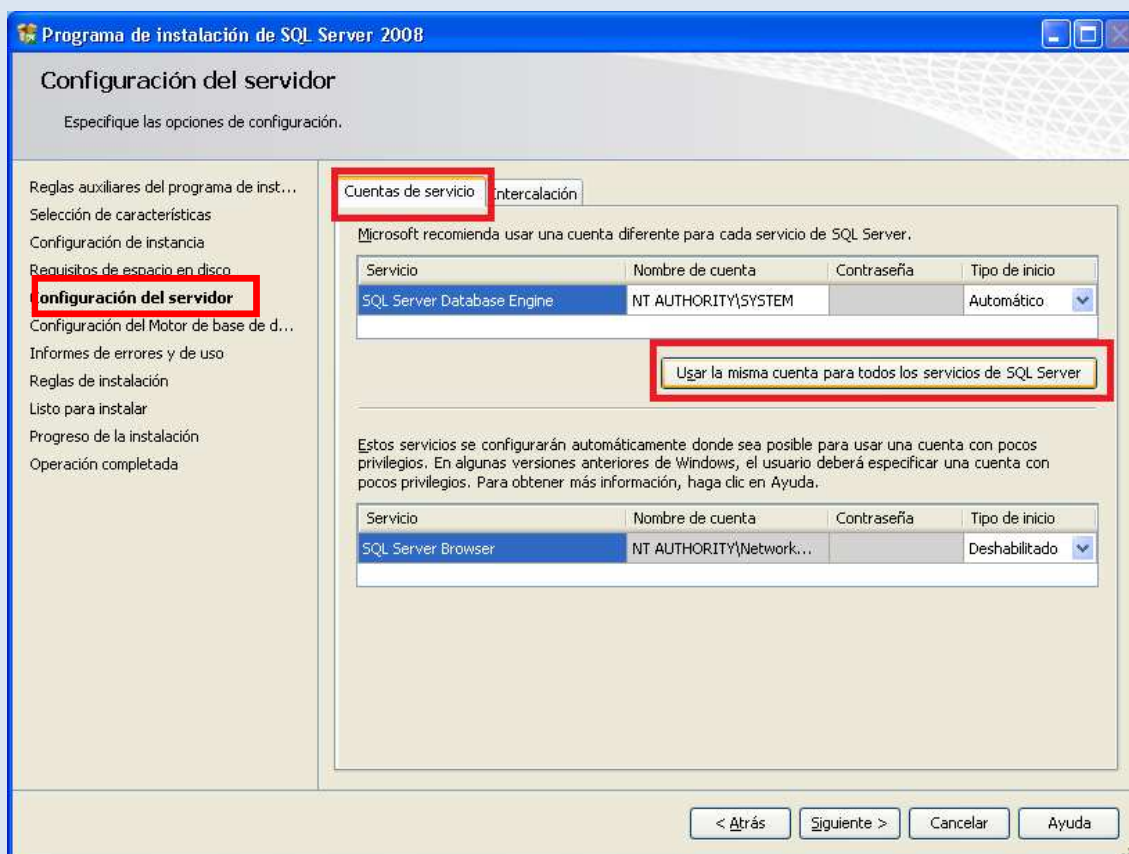 Programa de instalación de SQL Server 2008
Configuración del servidor
Especifique las opciones de configuración.
Reglas auxiliares del programa de inst...
Selección de características
Configuración de instancia
Requisitos de espacio en disco
Configuración del servidor
Configuración del Motor de base de d...
Informes de errores y de uso
Reglas de instalación
Listo para instalar
Progreso de la instalación
Operación completada
Cuentas de servicio Intercalación
Microsoft recomienda usar una cuenta diferente para cada servicio de SQL Server.
Servicio Nombre de cuenta Contraseña Tipo de inicio
SQL Server Database Engine NT AUTHORITY\SYSTEM Automático
Usar la misma cuenta para todos los servicios de SQL Server
Estos servicios se configurarán automáticamente donde sea posible para usar una cuenta con pocos
privilegios. En algunas versiones anteriores de Windows, el usuario deberá especificar una cuenta con
pocos privilegios. Para obtener más información, haga clic en Ayuda.
Servicio Nombre de cuenta Contraseña Tipo de inicio
SQL Server Browser NT AUTHORITY\Network... Deshabilitado
< Atrás Siguiente > Cancelar Ayuda